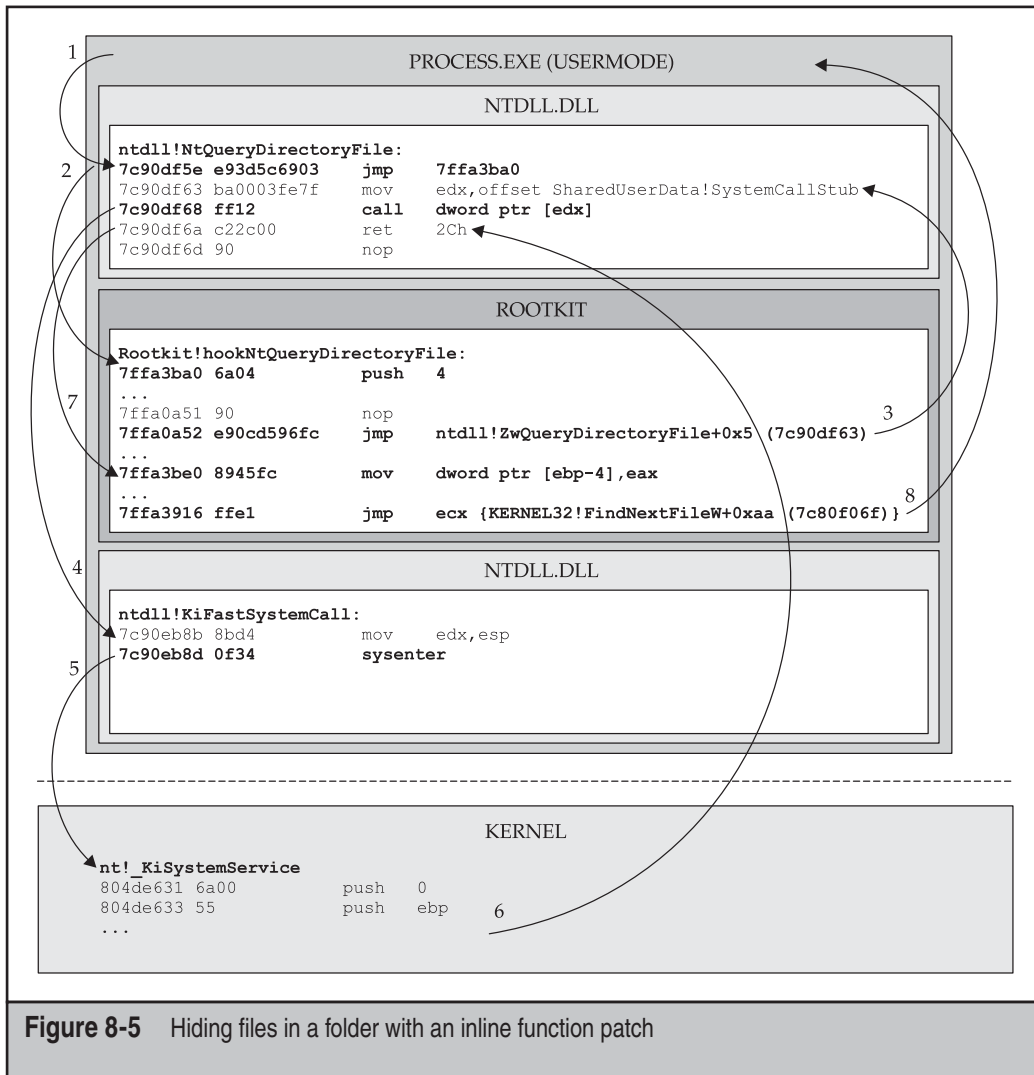 1
PROCESS.EXE (USERMODE)
NTDLL.DLL
ntdll!NtQueryDirectoryFile:
2
7c90df5e e93d5c6903 jmp 7ffa3ba0
7c90df63 ba0003fe7f mov edx,offset SharedUserData!SystemCallStub
7c90df68 ff12 call dword ptr [edx]
7c90df6a c22c00 ret 2Ch
7c90df6d 90 nop
ROOTKIT
Rootkit!hookNtQueryDirectoryFile:
7ffa3ba0 6a04 push 4
...
7
7ffa0a51 90 nop
3
7ffa0a52 e90cd596fc jmp ntdll!ZwQueryDirectoryFile+0x5 (7c90df63)
...
7ffa3be0 8945fc mov dword ptr [ebp-4],eax
...
8
7ffa3916 ffe1 jmp ecx {KERNEL32!FindNextFileW+0xaa (7c80f06f)}
4
NTDLL.DLL
ntdll!KiFastSystemCall:
7c90eb8b 8bd4 mov edx,esp
7c90eb8d 0f34 sysenter
5
KERNEL
nt!_KiSystemService
804de631 6a00 push 0
804de633 55 push ebp
6
...
Figure 8-5 Hiding files in a folder with an inline function patch